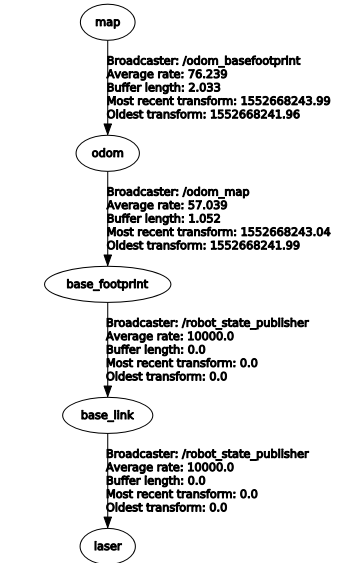 map
Broadcaster: /odom_basefootprint
Average rate: 76.239
Buffer length: 2.033
Most recent transform: 1552668243.99
Oldest transform: 1552668241.96
odom
Broadcaster: /odom_map
Average rate: 57.039
Buffer length: 1.052
Most recent transform: 1552668243.04
Oldest transform: 1552668241.99
base_footprint
Broadcaster: /robot_state_publisher
Average rate: 10000.0
Buffer length: 0.0
Most recent transform: 0.0
Oldest transform: 0.0
base_link
Broadcaster: /robot_state_publisher
Average rate: 10000.0
Buffer length: 0.0
Most recent transform: 0.0
Oldest transform: 0.0
laser